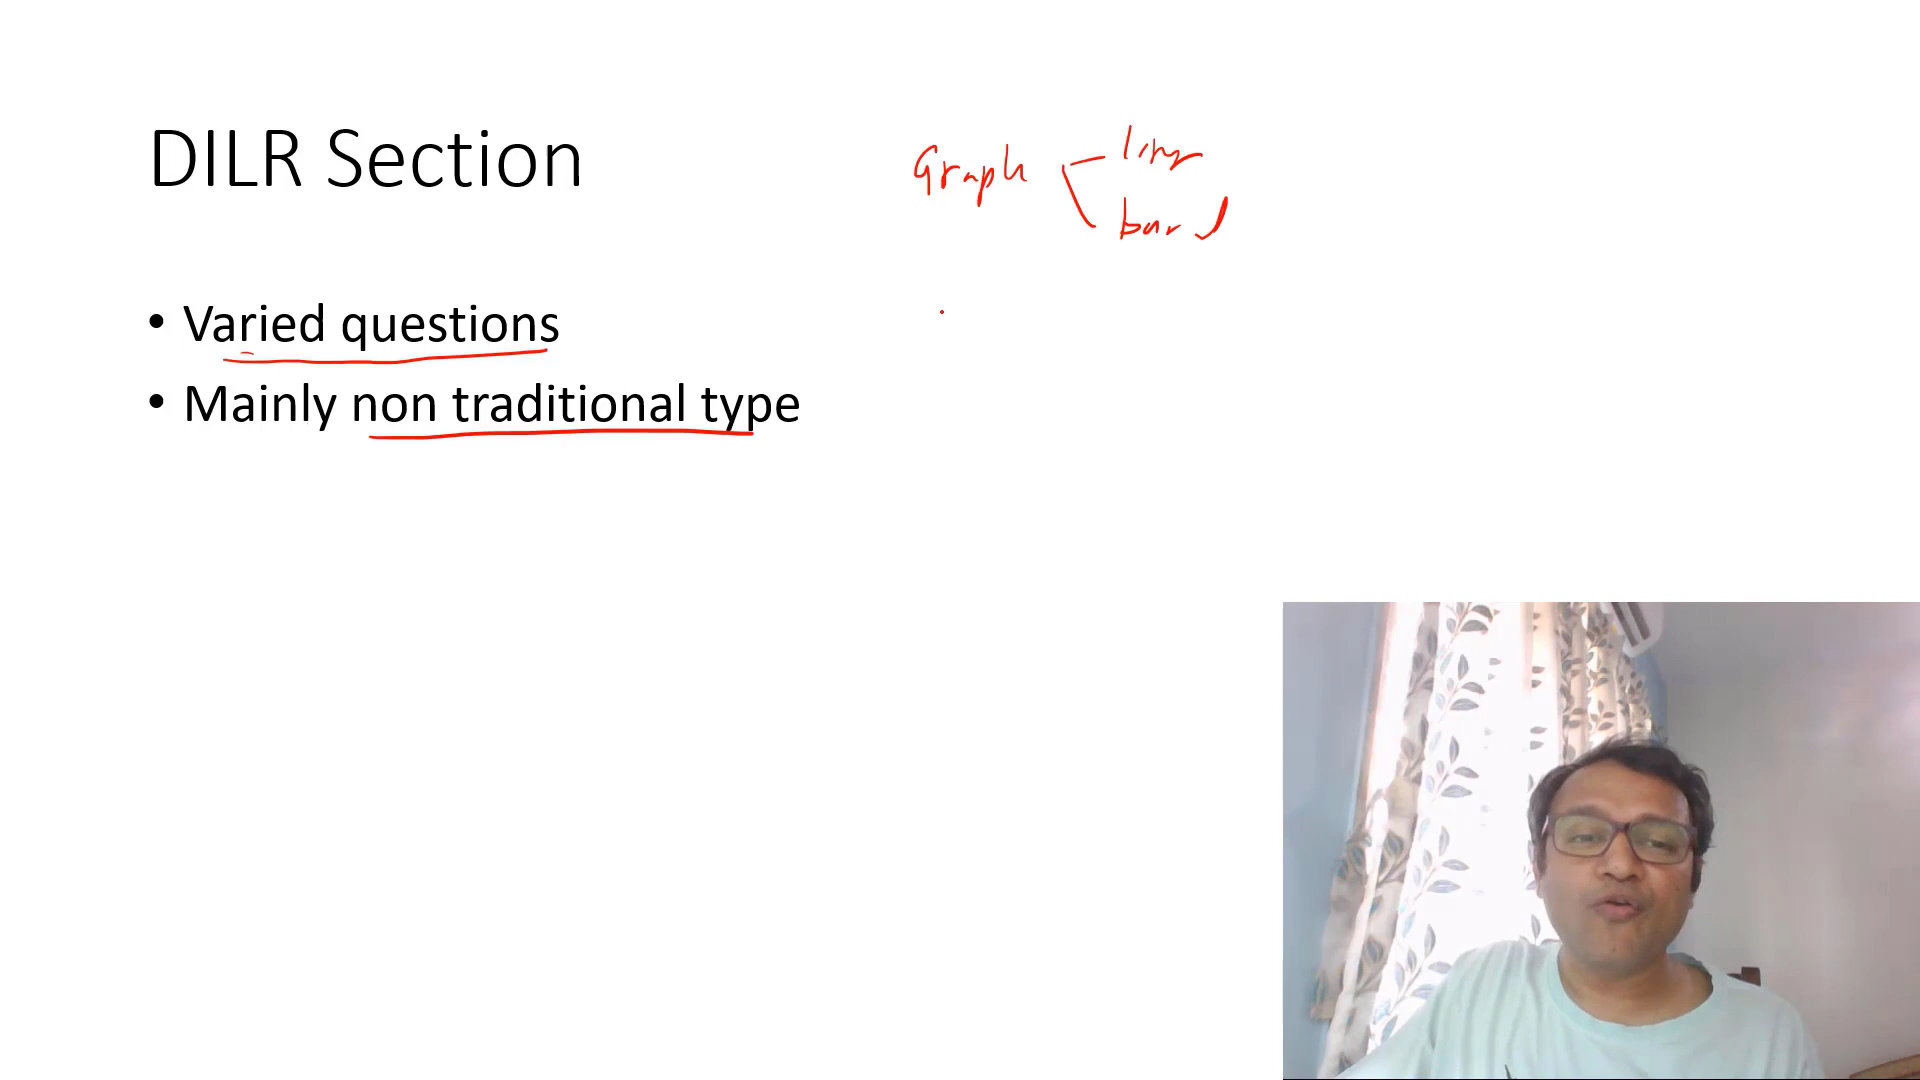 DILR Section
Graph
line
bar
• Varied questions
• Mainly non traditional type